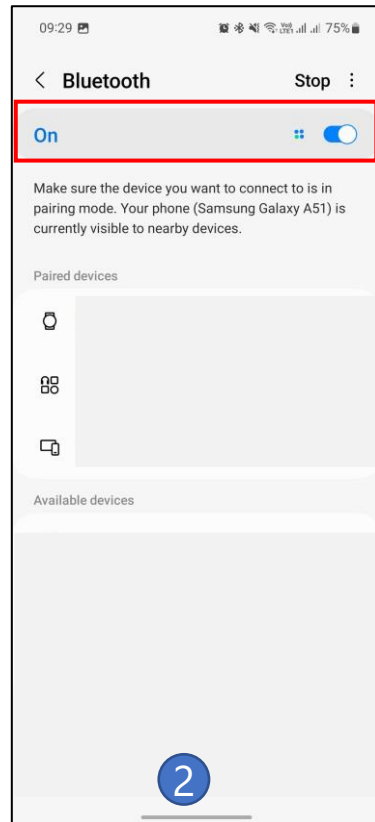 09:29 75%
Bluetooth Stop
On
Make sure the device you want to connect to is in
pairing mode. Your phone (Samsung Galaxy A51) is
currently visible to nearby devices.
Paired devices
Available devices
2